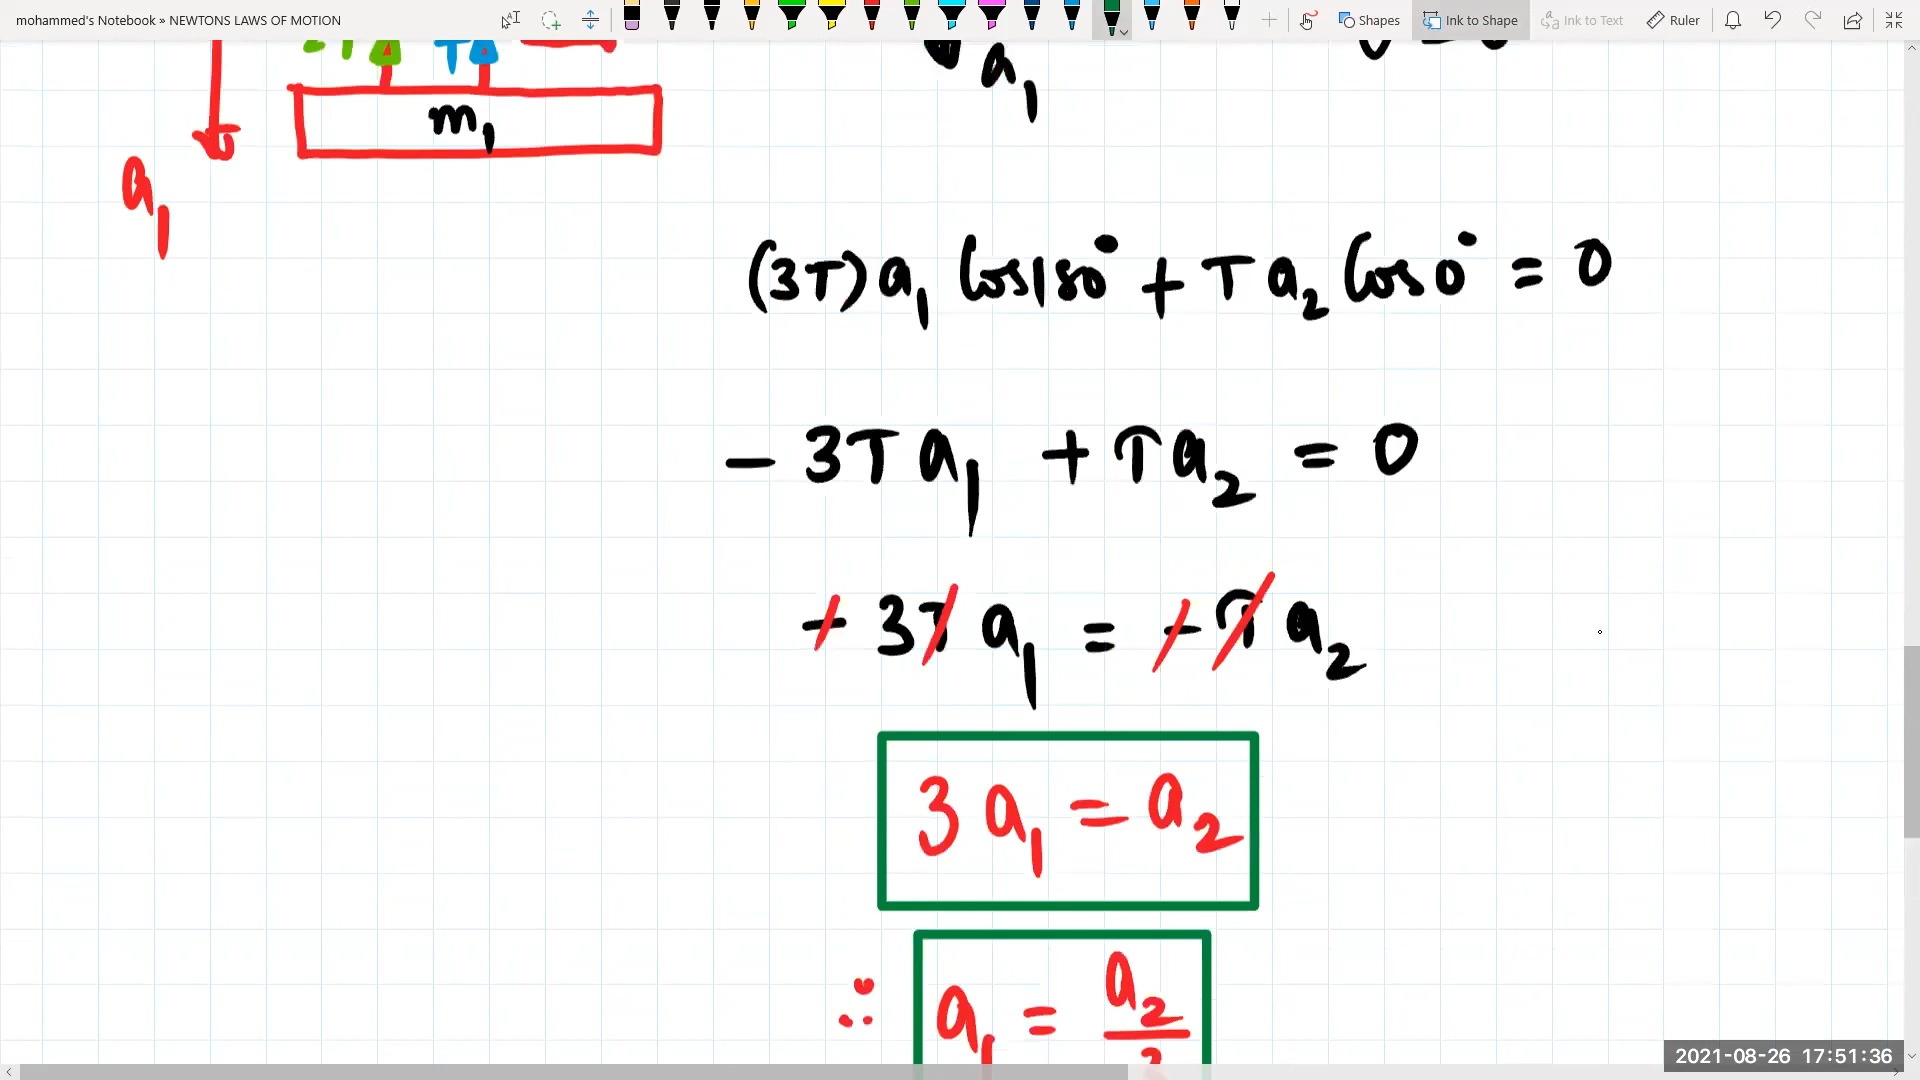 mohammed's Notebook » NEWTONS LAWS OF MOTION
Shapes
Ink to Shape
Ink to Text
Ruler
T
a₁
m₁
a₁
(3T) a₁ Cos180° + T a₂ Cos0° = 0
- 3T a₁ + T a₂ = 0
- 3T a₁ = - T a₂
3 a₁ = a₂
∴ a₁ = a₂/3
2021-08-26 17:51:36